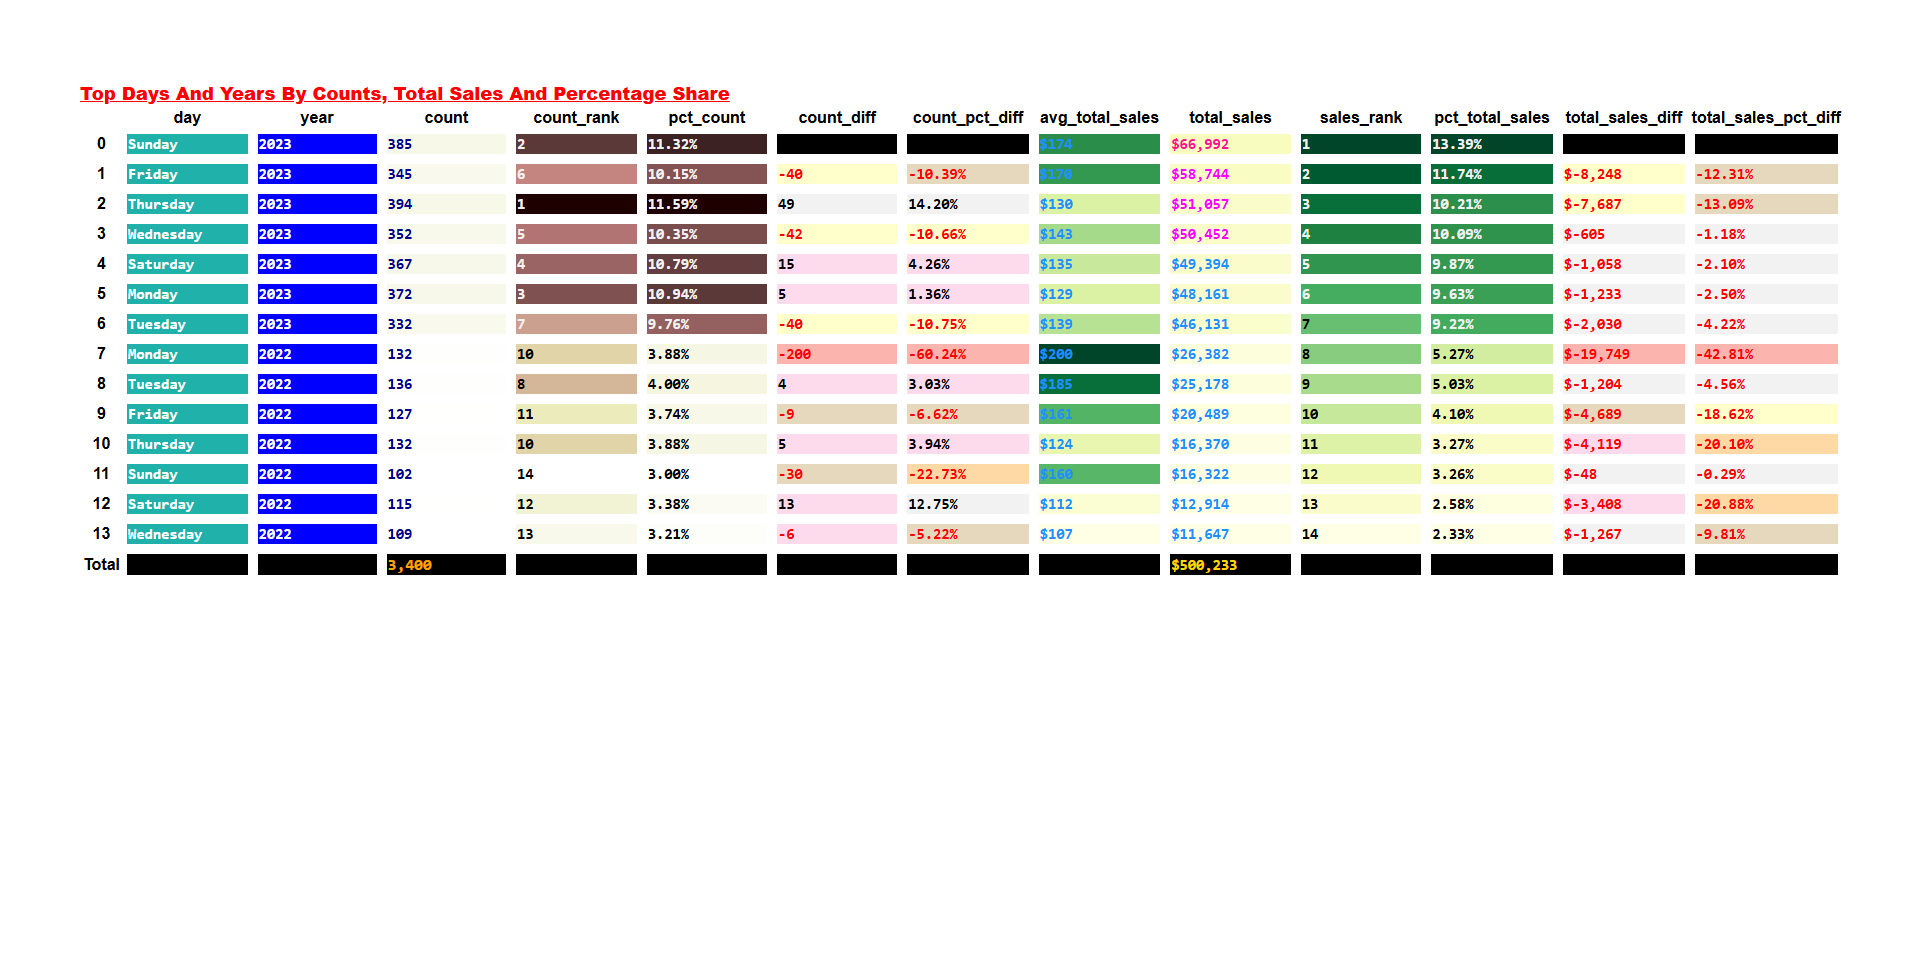 Top Days And Years By Counts, Total Sales And Percentage Share
day year count count_rank pct_count count_diff count_pct_diff avg_total_sales total_sales sales_rank pct_total_sales total_sales_diff total_sales_pct_diff
0 Sunday 2023 385 2 11.32% $174 $66,992 1 13.39%
1 Friday 2023 345 6 10.15% -40 -10.39% $170 $58,744 2 11.74% $-8,248 -12.31%
2 Thursday 2023 394 1 11.59% 49 14.20% $130 $51,057 3 10.21% $-7,687 -13.09%
3 Wednesday 2023 352 5 10.35% -42 -10.66% $143 $50,452 4 10.09% $-605 -1.18%
4 Saturday 2023 367 4 10.79% 15 4.26% $135 $49,394 5 9.87% $-1,058 -2.10%
5 Monday 2023 372 3 10.94% 5 1.36% $129 $48,161 6 9.63% $-1,233 -2.50%
6 Tuesday 2023 332 7 9.76% -40 -10.75% $139 $46,131 7 9.22% $-2,030 -4.22%
7 Monday 2022 132 10 3.88% -200 -60.24% $200 $26,382 8 5.27% $-19,749 -42.81%
8 Tuesday 2022 136 8 4.00% 4 3.03% $185 $25,178 9 5.03% $-1,204 -4.56%
9 Friday 2022 127 11 3.74% -9 -6.62% $161 $20,489 10 4.10% $-4,689 -18.62%
10 Thursday 2022 132 10 3.88% 5 3.94% $124 $16,370 11 3.27% $-4,119 -20.10%
11 Sunday 2022 102 14 3.00% -30 -22.73% $160 $16,322 12 3.26% $-48 -0.29%
12 Saturday 2022 115 12 3.38% 13 12.75% $112 $12,914 13 2.58% $-3,408 -20.88%
13 Wednesday 2022 109 13 3.21% -6 -5.22% $107 $11,647 14 2.33% $-1,267 -9.81%
Total 3,400 $500,233